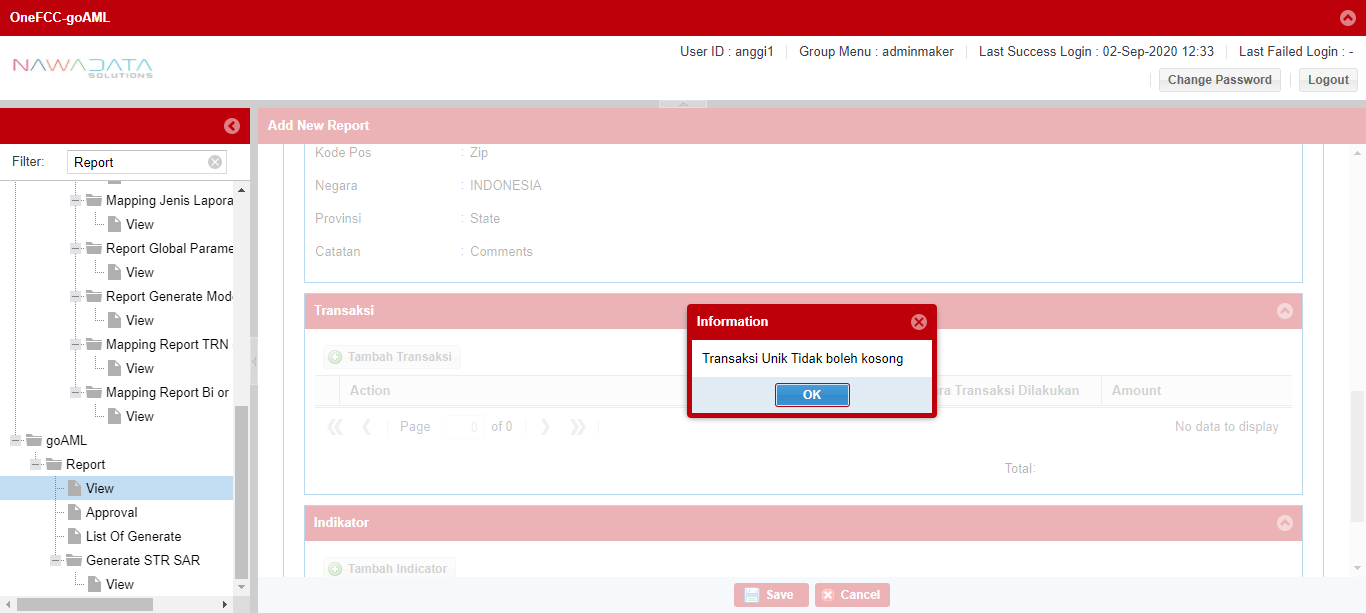 OneFCC-goAML
NAWADATA
SOLUTIONS
User ID : anggi1
Group Menu : adminmaker
Last Success Login : 02-Sep-2020 12:33
Last Failed Login : -
Change Password
Logout
Filter:
Report
Mapping Jenis Lapora
View
Report Global Parame
View
Report Generate Mod
View
Mapping Report TRN
View
Mapping Report Bi or
View
goAML
Report
View
Approval
List Of Generate
Generate STR SAR
View
Add New Report
Kode Pos : Zip
Negara : INDONESIA
Provinsi : State
Catatan : Comments
Transaksi
Tambah Transaksi
Action
ra Transaksi Dilakukan
Amount
Page 0 of 0
No data to display
Total:
Information
Transaksi Unik Tidak boleh kosong
OK
Indikator
Tambah Indicator
Save
Cancel